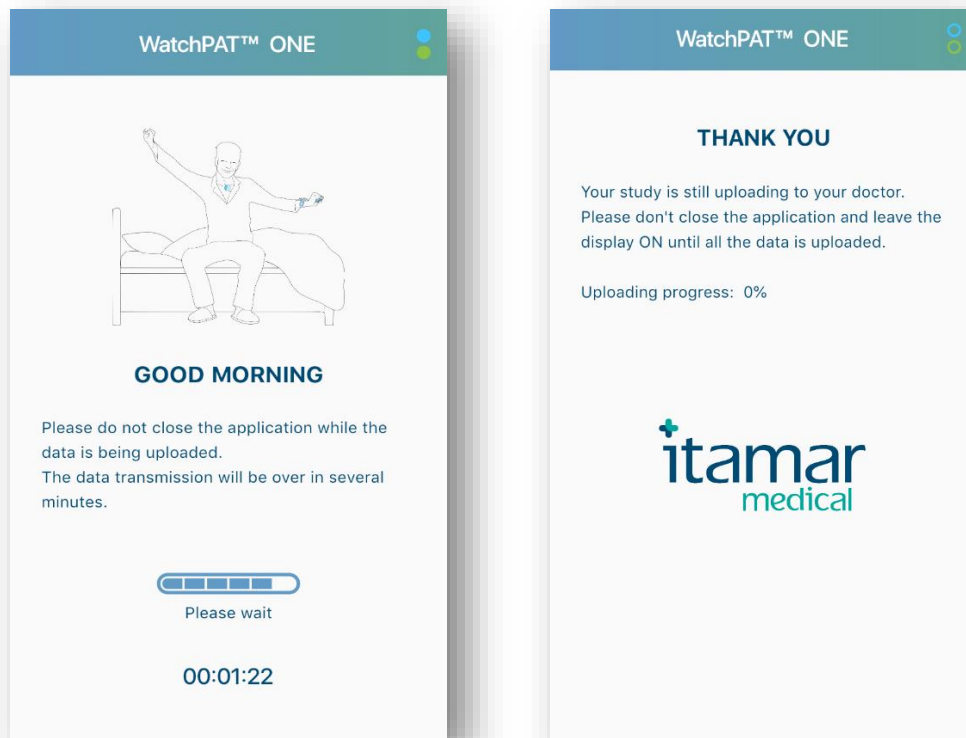 WatchPAT™ ONE
GOOD MORNING
Please do not close the application while the
data is being uploaded.
The data transmission will be over in several
minutes.
Please wait
00:01:22
WatchPAT™ ONE
THANK YOU
Your study is still uploading to your doctor.
Please don't close the application and leave the
display ON until all the data is uploaded.
Uploading progress: 0%
itamar
medical